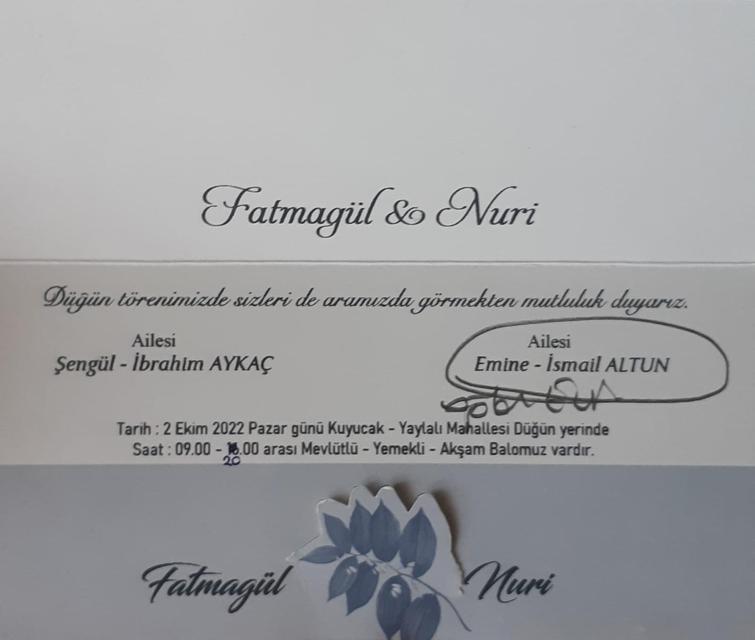 Fatmagül & Nuri
Düğün törenimizde sizleri de aramızda görmekten mutluluk duyarız.
Ailesi
Şengül - İbrahim AYKAÇ
Ailesi
Emine - İsmail ALTUN
Tarih : 2 Ekim 2022 Pazar günü Kuyucak - Yaylalı Mahallesi Düğün yerinde
Saat : 09.00 - .00 arası Mevlütlü - Yemekli - Akşam Balomuz vardır.
20
Fatmagül Nuri